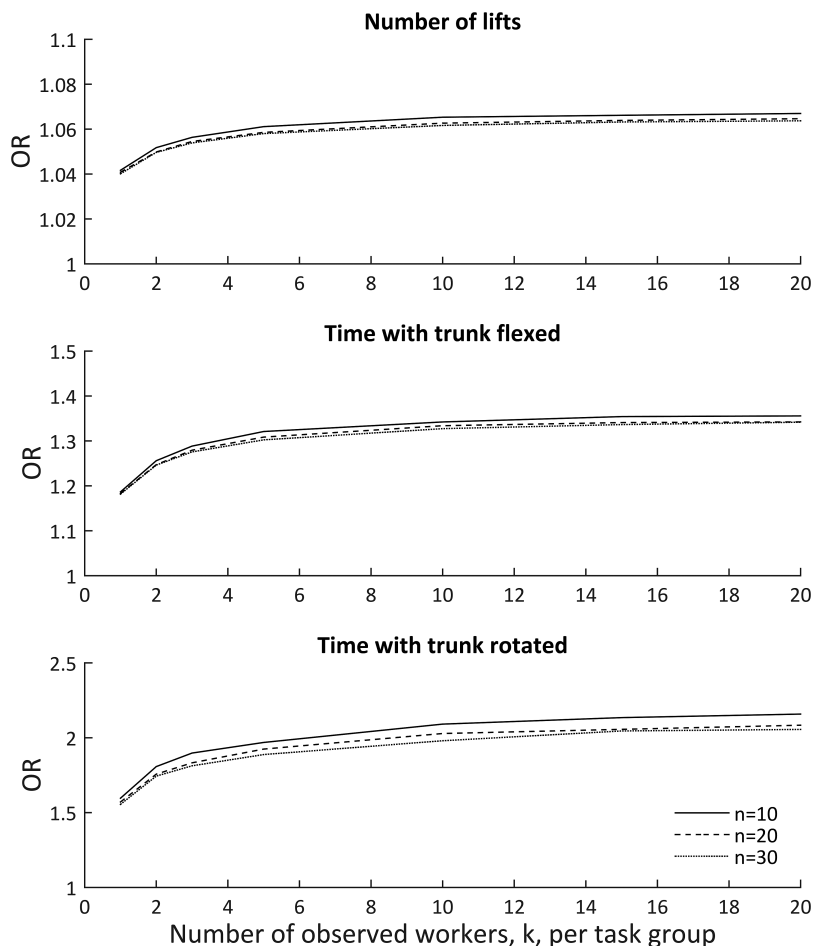 Number of lifts
1.1
1.08
1.06
1.04
1.02
1
OR
0 2 4 6 8 10 12 14 16 18 20
Time with trunk flexed
1.5
1.4
1.3
1.2
1.1
1
OR
0 2 4 6 8 10 12 14 16 18 20
Time with trunk rotated
2.5
2
1.5
1
OR
n=10
n=20
n=30
0 2 4 6 8 10 12 14 16 18 20
Number of observed workers, k, per task group